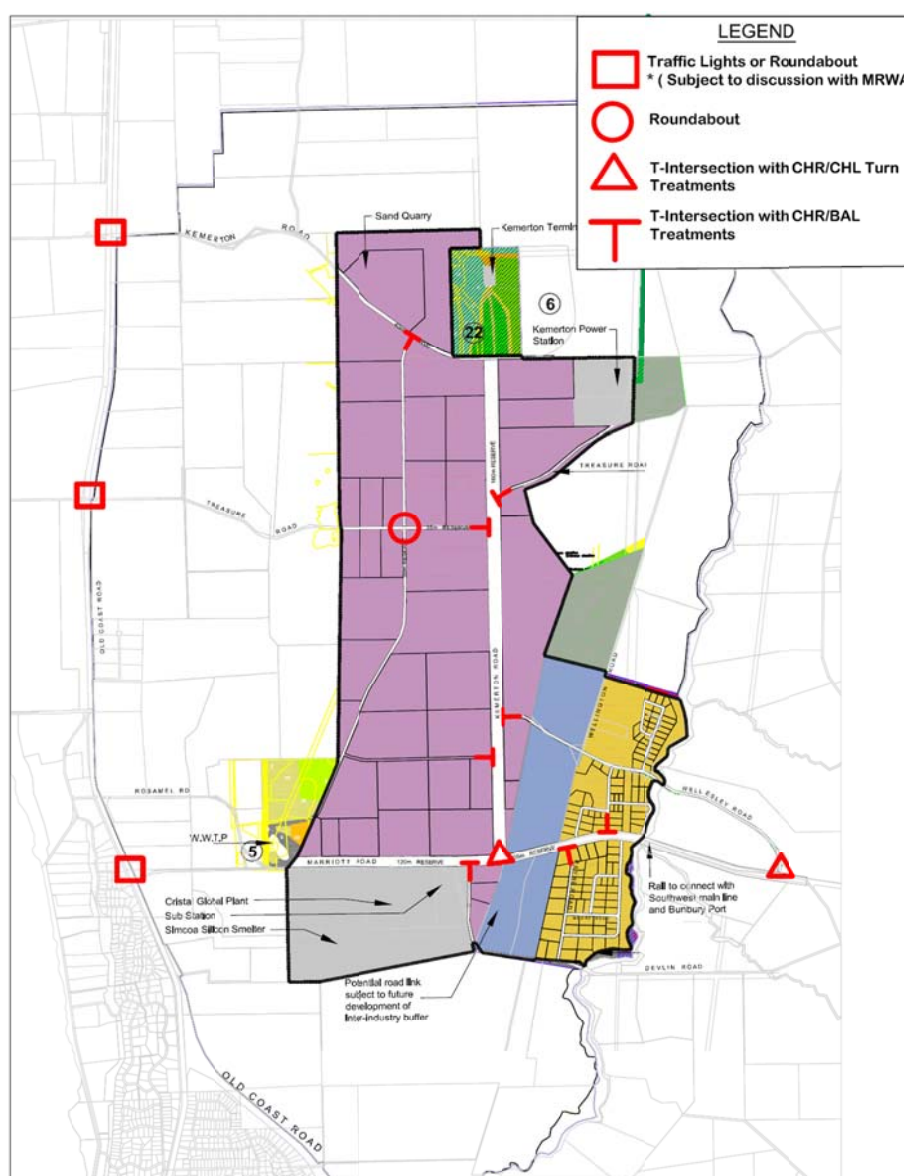 LEGEND
Traffic Lights or Roundabout
* ( Subject to discussion with MRWA
Roundabout
T-Intersection with CHR/CHL Turn
Treatments
T-Intersection with CHR/BAL
Treatments
Sand Quarry
Kemerton Termin
KEMERTON ROAD
6
22
Kemerton Power
Station
TREASURE ROAD
RESERVE
TREASURE ROAD
RESERVE
OLD COAST ROAD
KEMERTON ROAD
WELLINGTON ROAD
ROSAMEL RD
WELLESLEY ROAD
W.W.T.P
5
MARRIOTT ROAD 120m RESERVE
RESERVE
Cristal Global Plant
Sub Station
Simcoa Silicon Smelter
Rail to connect with
Southwest main line
and Bunbury Port
DEVLIN ROAD
Potential road link
subject to future
development of
Inter-industry buffer
OLD COAST ROAD